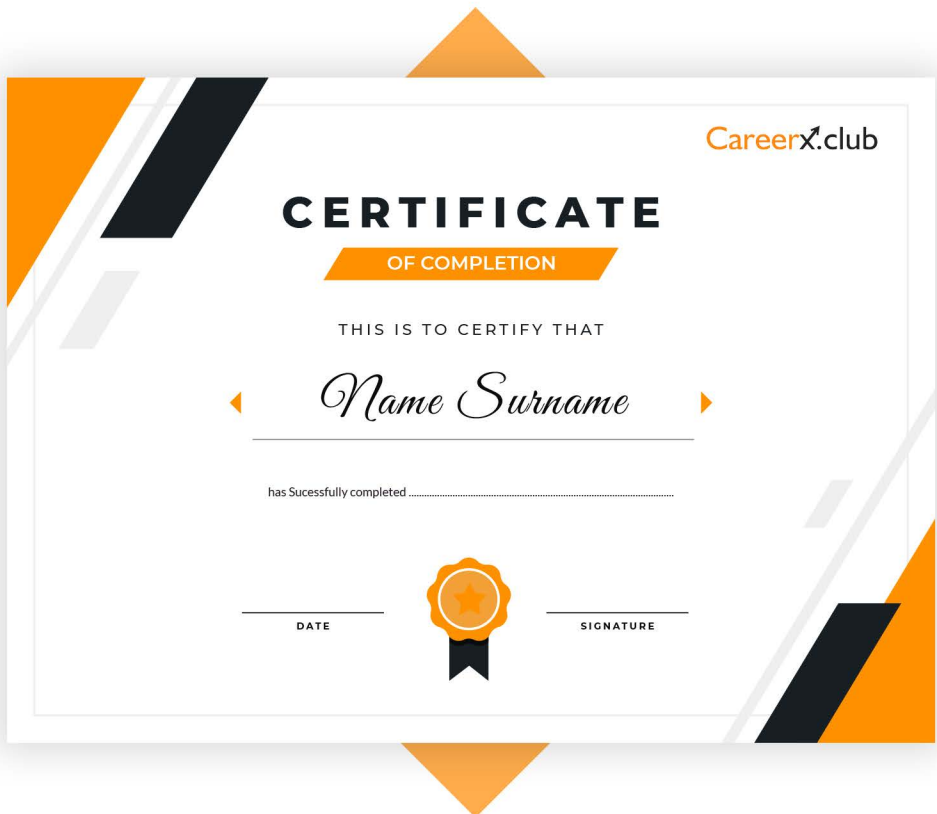 Careerx.club
CERTIFICATE
OF COMPLETION
THIS IS TO CERTIFY THAT
Name Surname
has Sucessfully completed ..........................................................................................
DATE
SIGNATURE